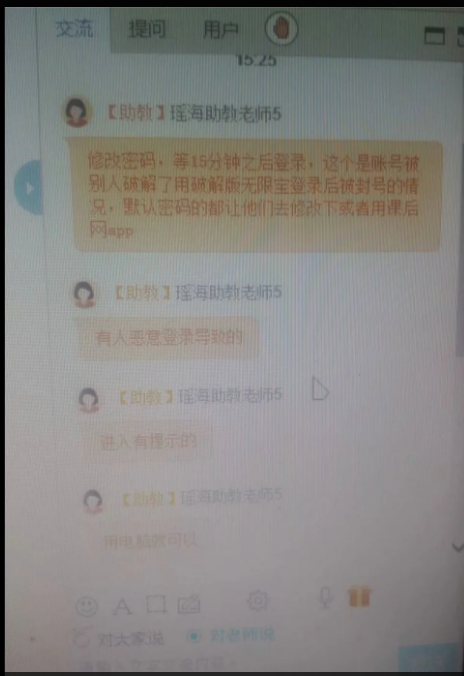 交流 提问 用户
15:25
【助教】瑶海助教老师5
修改密码，等15分钟之后登录，这个是账号被
别人破解了用破解版无限宝登录后被封号的情
况，默认密码的都让他们去修改下或者用课后
网app
【助教】瑶海助教老师5
有人恶意登录导致的
【助教】瑶海助教老师5
进入有提示的
【助教】瑶海助教老师5
用电脑就可以
对大家说 对老师说